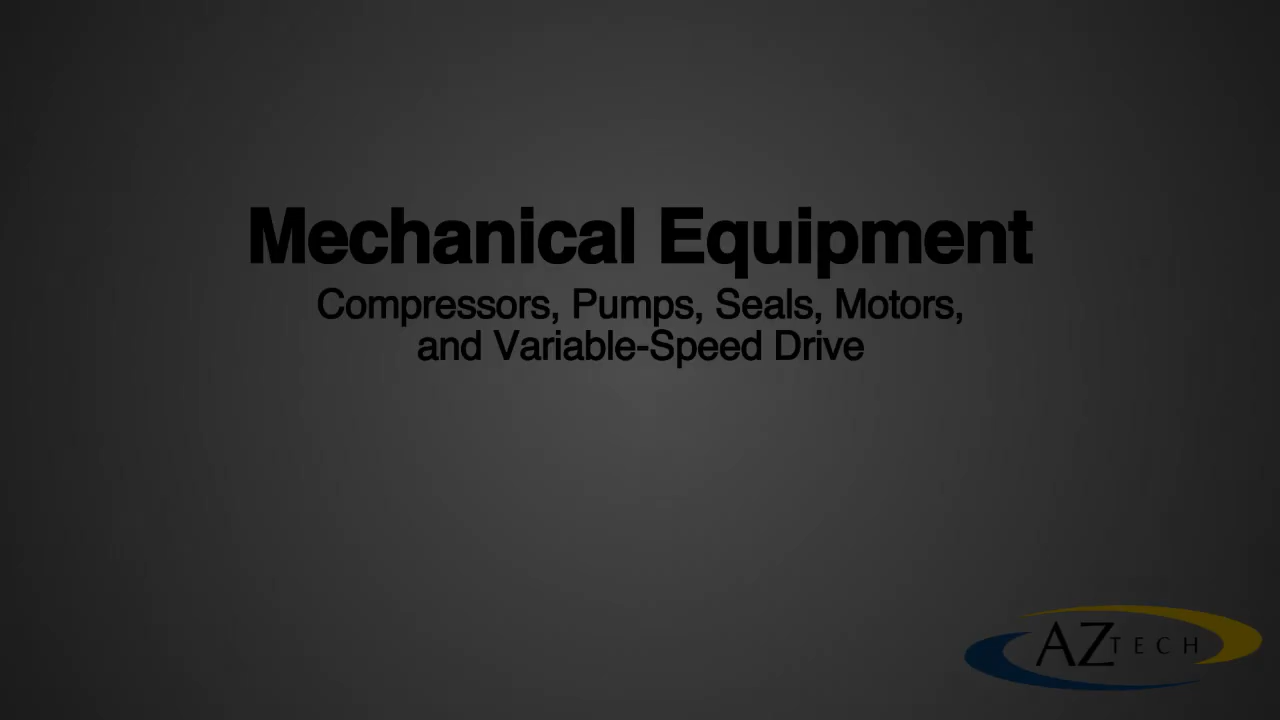 Mechanical Equipment
Compressors, Pumps, Seals, Motors,
and Variable-Speed Drive
AZTECH